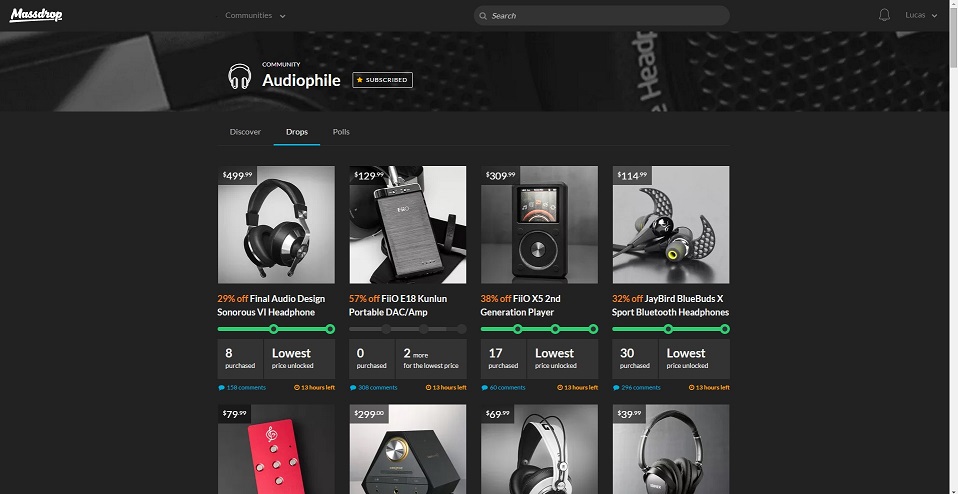 Massdrop
Communities
Search
Lucas
COMMUNITY
Audiophile
SUBSCRIBED
Discover
Drops
Polls
$499.99
$129.99
$309.99
$114.99
FiiO
29% off Final Audio Design
Sonorous VI Headphone
57% off FiiO E18 Kunlun
Portable DAC/Amp
38% off FiiO X5 2nd
Generation Player
32% off JayBird BlueBuds X
Sport Bluetooth Headphones
8
purchased
Lowest
price unlocked
0
purchased
2 more
for the lowest price
17
purchased
Lowest
price unlocked
30
purchased
Lowest
price unlocked
158 comments
13 hours left
308 comments
13 hours left
60 comments
13 hours left
296 comments
13 hours left
$79.99
$299.00
$69.99
$39.99